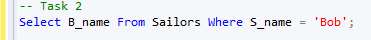 -- Task 2
Select B_name From Sailors Where S_name = 'Bob';